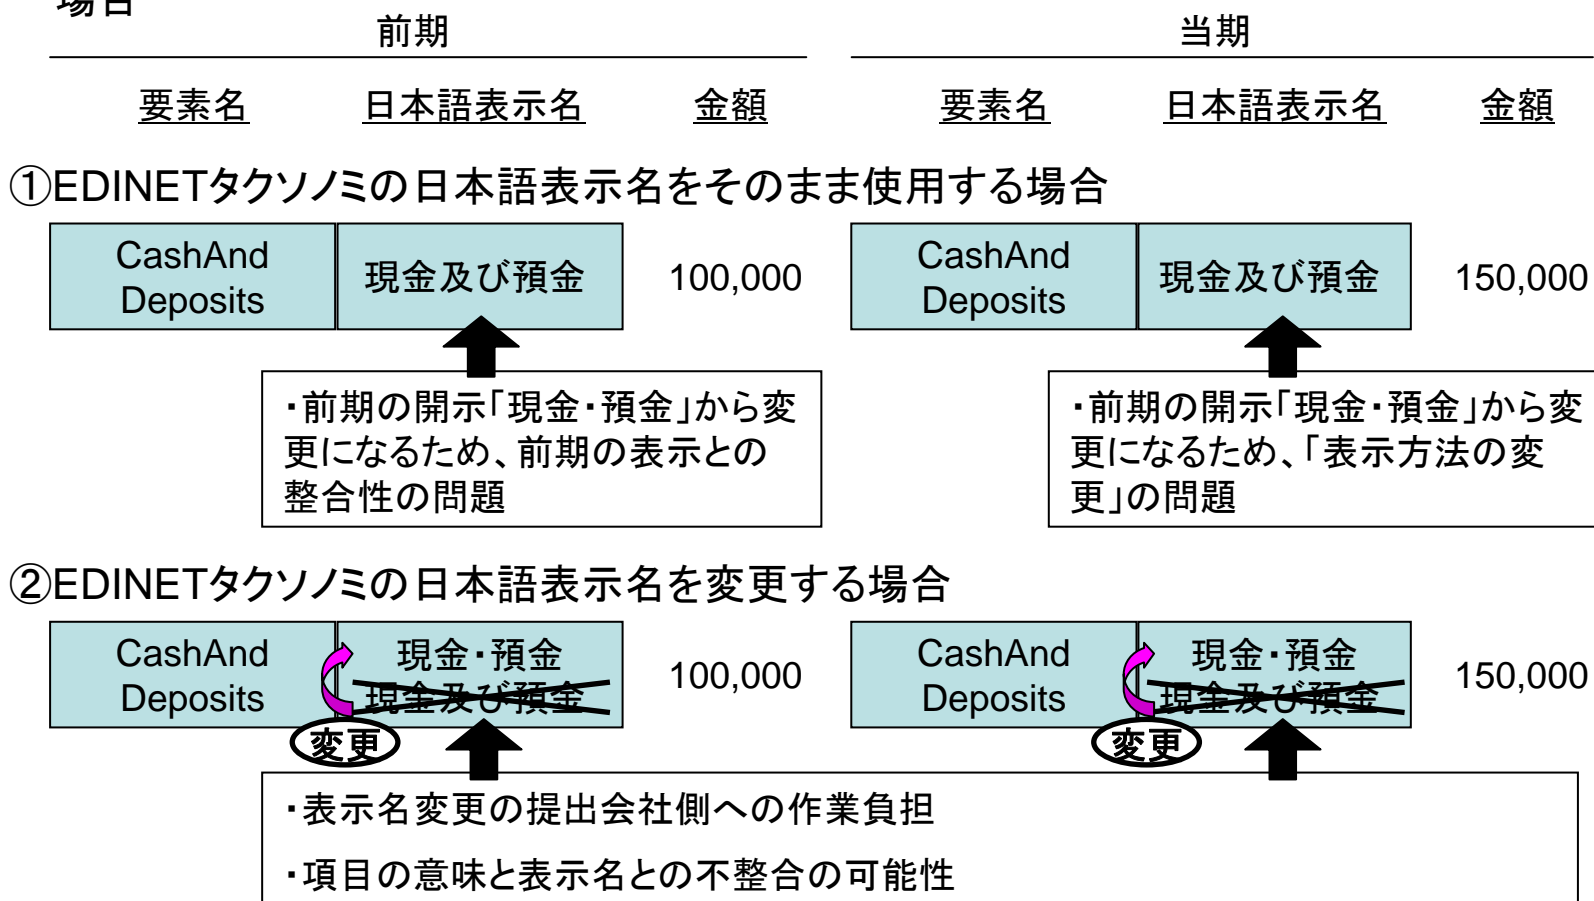 場合
前期 当期
要素名 日本語表示名 金額 要素名 日本語表示名 金額
①EDINETタクソノミの日本語表示名をそのまま使用する場合
CashAnd
Deposits
現金及び預金
100,000
CashAnd
Deposits
現金及び預金
150,000
・前期の開示「現金・預金」から変
更になるため、前期の表示との
整合性の問題
・前期の開示「現金・預金」から変
更になるため、「表示方法の変
更」の問題
②EDINETタクソノミの日本語表示名を変更する場合
CashAnd
Deposits
現金・預金
現金及び預金
100,000
変更
CashAnd
Deposits
現金・預金
現金及び預金
150,000
変更
・表示名変更の提出会社側への作業負担
・項目の意味と表示名との不整合の可能性